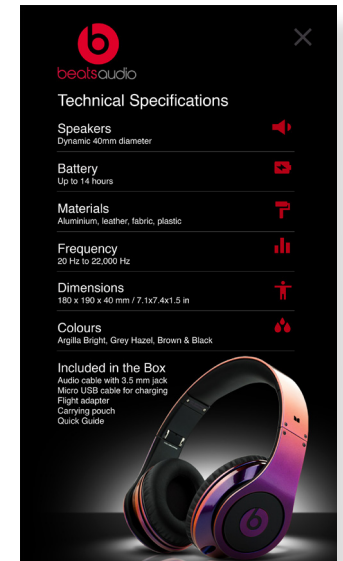 beatsaudio
Technical Specifications
Speakers
Dynamic 40mm diameter
Battery
Up to 14 hours
Materials
Aluminium, leather, fabric, plastic
Frequency
20 Hz to 22,000 Hz
Dimensions
180 x 190 x 40 mm / 7.1x7.4x1.5 in
Colours
Argilla Bright, Grey Hazel, Brown & Black
Included in the Box
Audio cable with 3.5 mm jack
Micro USB cable for charging
Flight adapter
Carrying pouch
Quick Guide